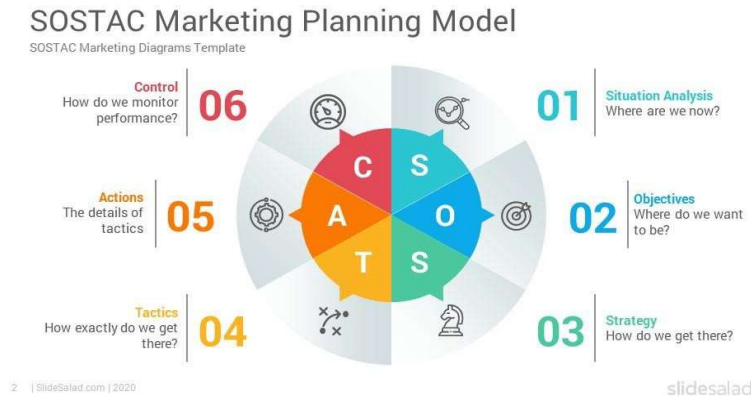 SOSTAC Marketing Planning Model
SOSTAC Marketing Diagrams Template
Control
How do we monitor
performance?
06
01
Situation Analysis
Where are we now?
C
S
Actions
The details of
tactics
05
A
O
02
Objectives
Where do we want
to be?
T
S
Tactics
How exactly do we get
there?
04
03
Strategy
How do we get there?
2 | SlideSalad.com | 2020
slidesalad